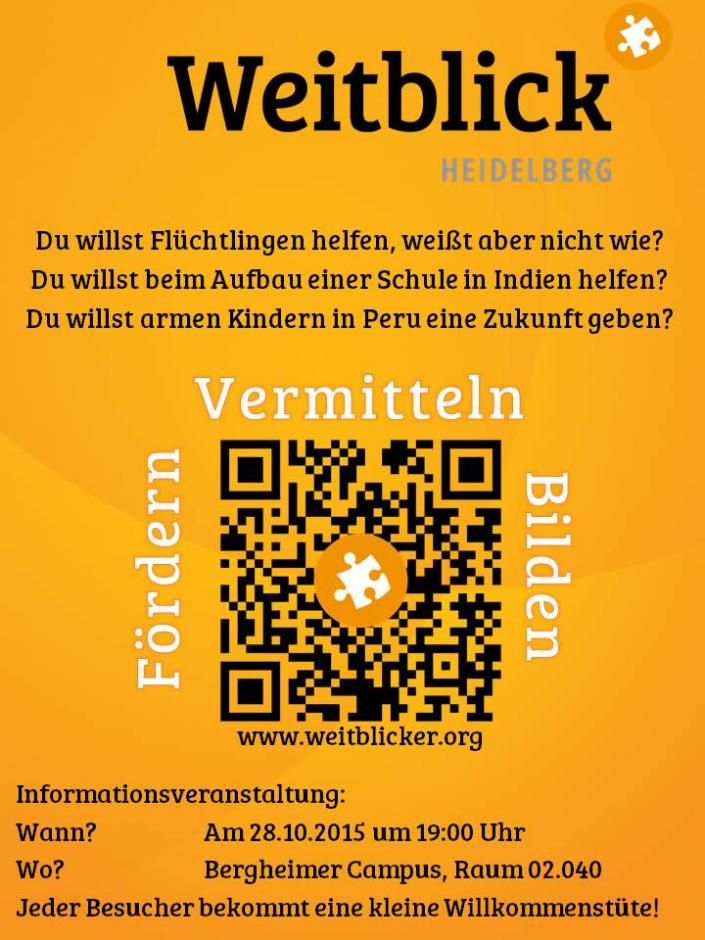 Weitblick
HEIDELBERG
Du willst Flüchtlingen helfen, weißt aber nicht wie?
Du willst beim Aufbau einer Schule in Indien helfen?
Du willst armen Kindern in Peru eine Zukunft geben?
Fördern
Vermitteln
Bilden
www.weitblicker.org
Informationsveranstaltung:
Wann? Am 28.10.2015 um 19:00 Uhr
Wo? Bergheimer Campus, Raum 02.040
Jeder Besucher bekommt eine kleine Willkommenstüte!